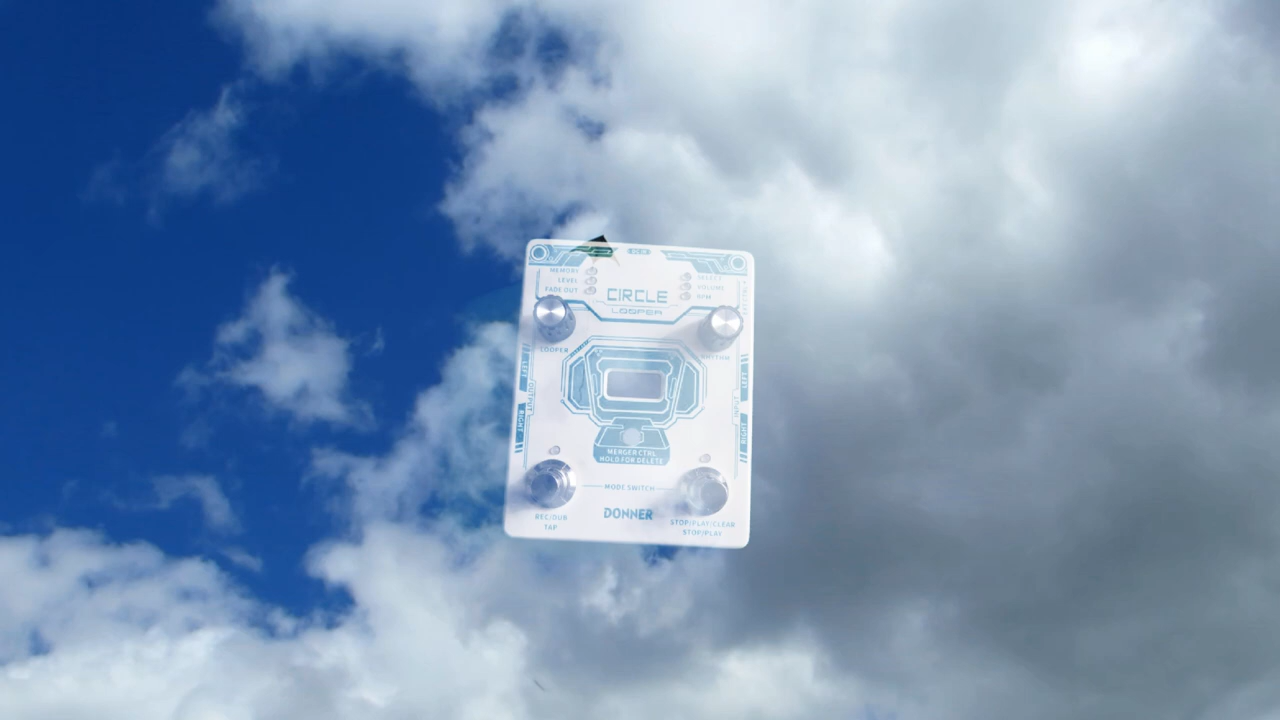 MEMORY
LEVEL
FADE OUT
SELECT
VOLUME
BPM
CIRCLE
LOOPER
LOOPER
RHYTHM
LEFT
OUTPUT
RIGHT
LEFT
INPUT
RIGHT
MERGER CTRL
HOLD FOR DELETE
MODE SWITCH
REC/DUB
TAP
DONNER
STOP/PLAY/CLEAR
STOP/PLAY